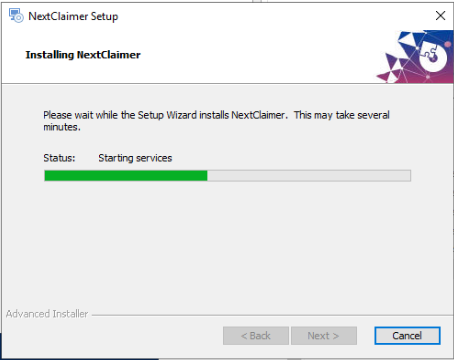 NextClaimer Setup
Installing NextClaimer
Please wait while the Setup Wizard installs NextClaimer. This may take several
minutes.
Status: Starting services
Advanced Installer
< Back Next > Cancel